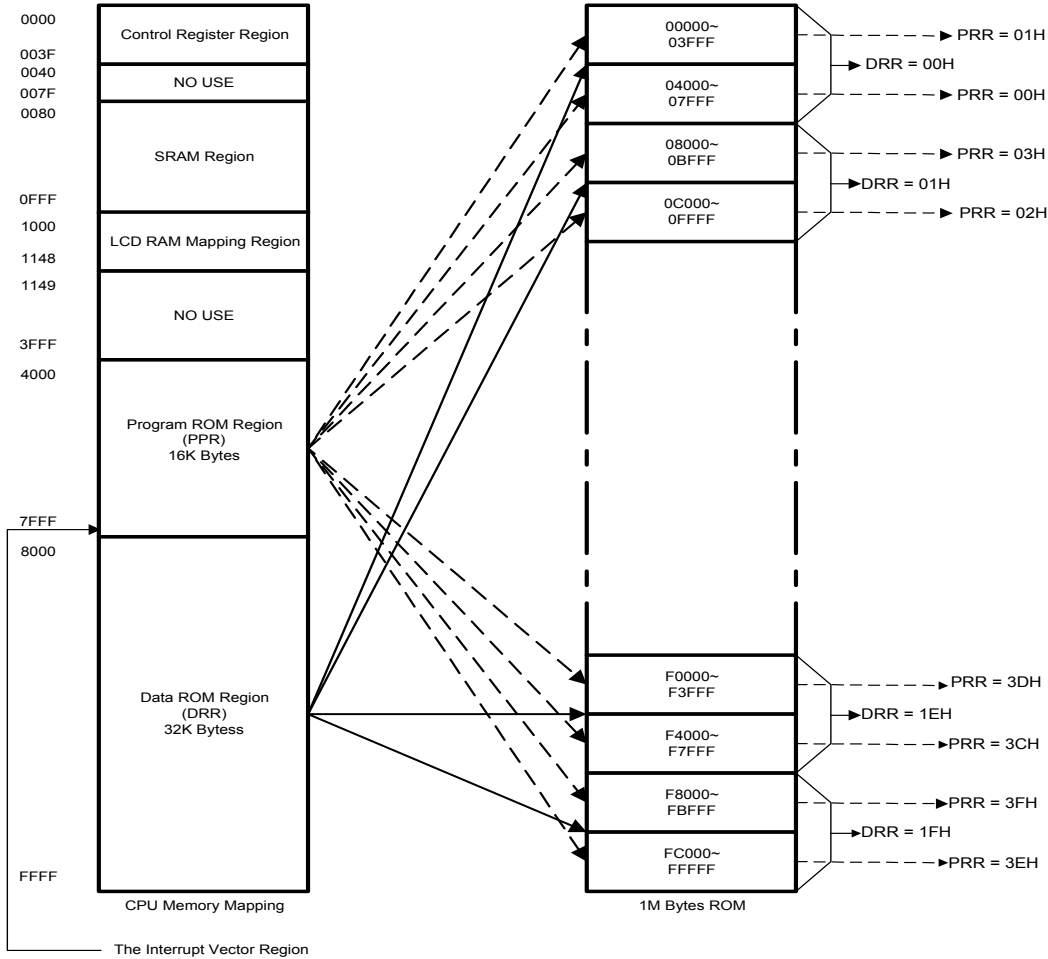 0000
Control Register Region
003F
0040
NO USE
007F
0080
SRAM Region
0FFF
1000
LCD RAM Mapping Region
1148
1149
NO USE
3FFF
4000
Program ROM Region
(PPR)
16K Bytes
7FFF
8000
Data ROM Region
(DRR)
32K Bytess
FFFF
CPU Memory Mapping
The Interrupt Vector Region
00000~
03FFF
04000~
07FFF
08000~
0BFFF
0C000~
0FFFF
F0000~
F3FFF
F4000~
F7FFF
F8000~
FBFFF
FC000~
FFFFF
1M Bytes ROM
PRR = 01H
DRR = 00H
PRR = 00H
PRR = 03H
DRR = 01H
PRR = 02H
PRR = 3DH
DRR = 1EH
PRR = 3CH
PRR = 3FH
DRR = 1FH
PRR = 3EH